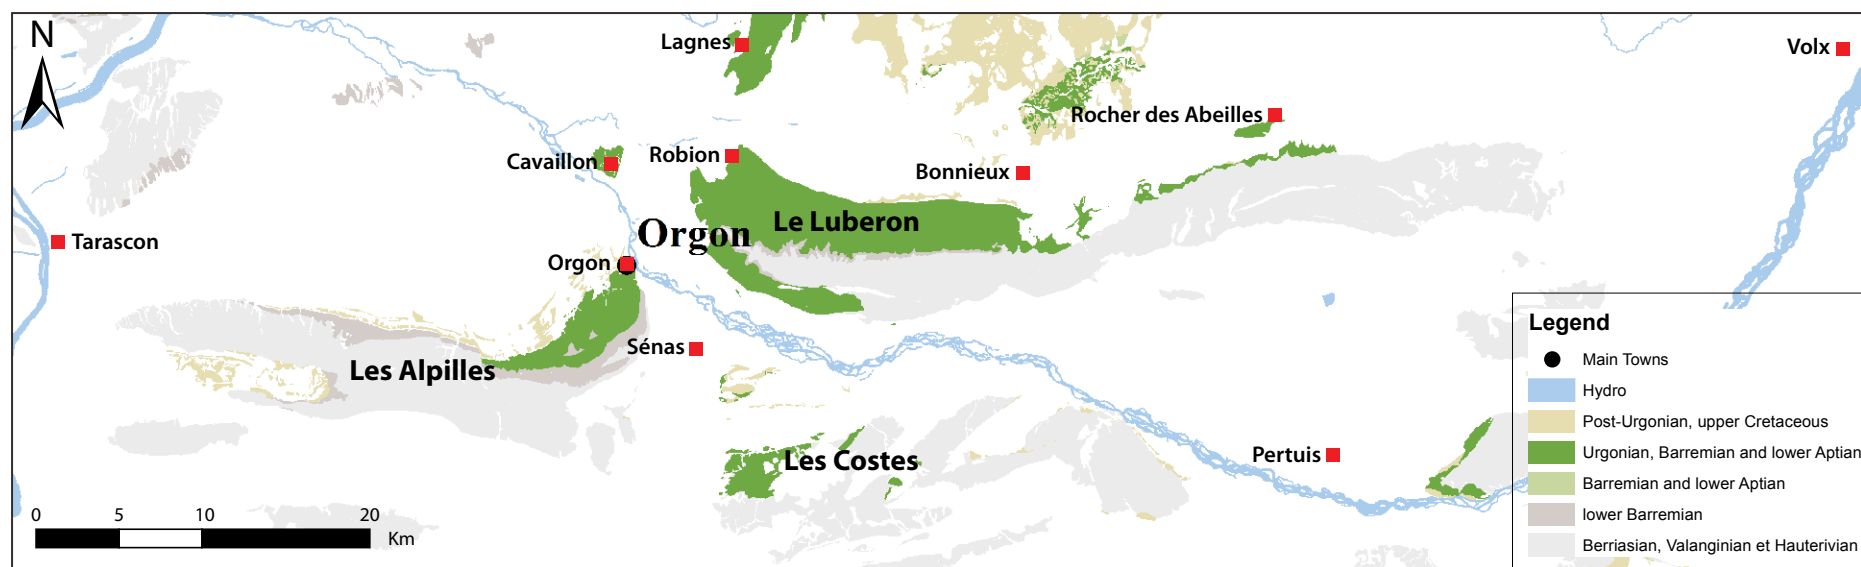 N
Lagnes
Volx
Rocher des Abeilles
Cavaillon
Robion
Bonnieux
Le Luberon
Orgon
Tarascon
Orgon
Sénas
Les Alpilles
Les Costes
Pertuis
0 5 10 20
Km
Legend
Main Towns
Hydro
Post-Urgonian, upper Cretaceous
Urgonian, Barremian and lower Aptian
Barremian and lower Aptian
lower Barremian
Berriasian, Valanginian et Hauterivian